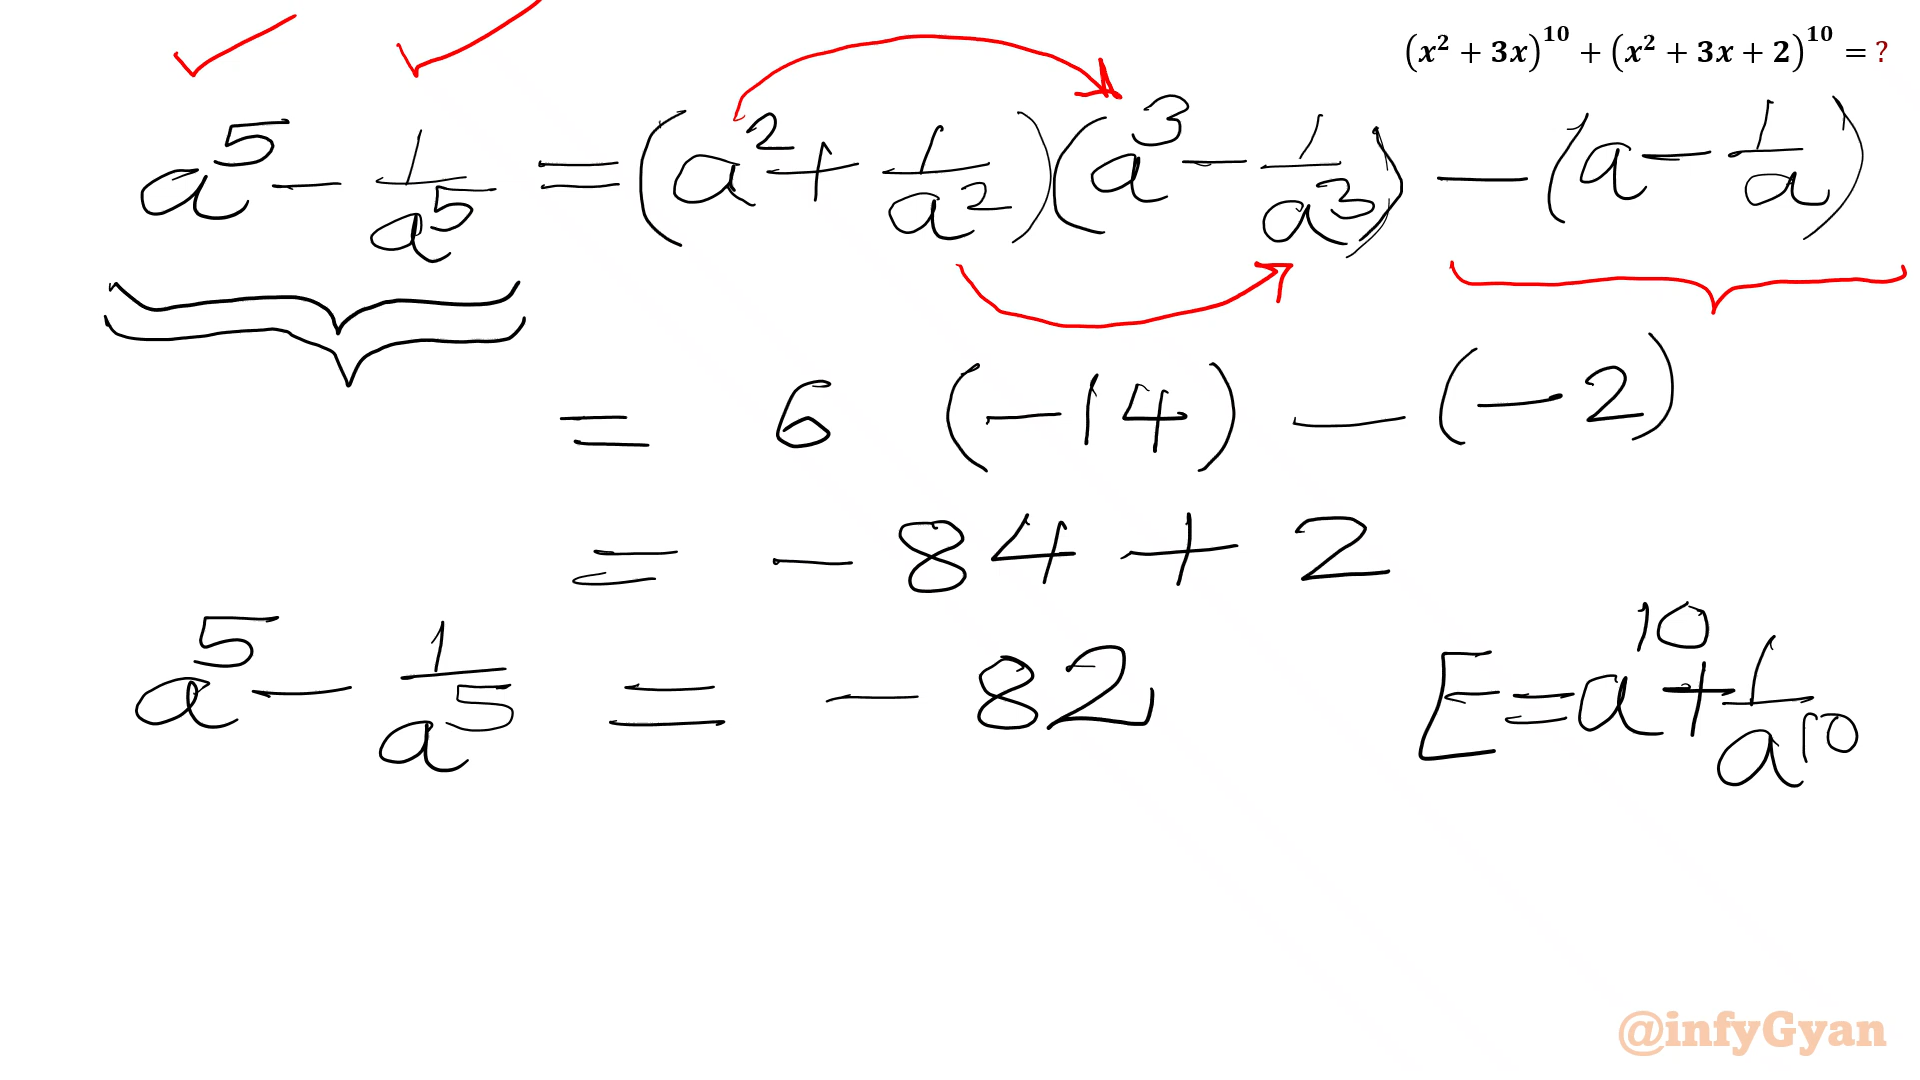 (x² + 3x)¹⁰ + (x² + 3x + 2)¹⁰ = ?
a⁵ - 1/a⁵ = (a² + 1/a²)(a³ - 1/a³) - (a - 1/a)
= 6 (-14) - (-2)
= -84 + 2
a⁵ - 1/a⁵ = -82
E = a¹⁰ + 1/a¹⁰
@infyGyan